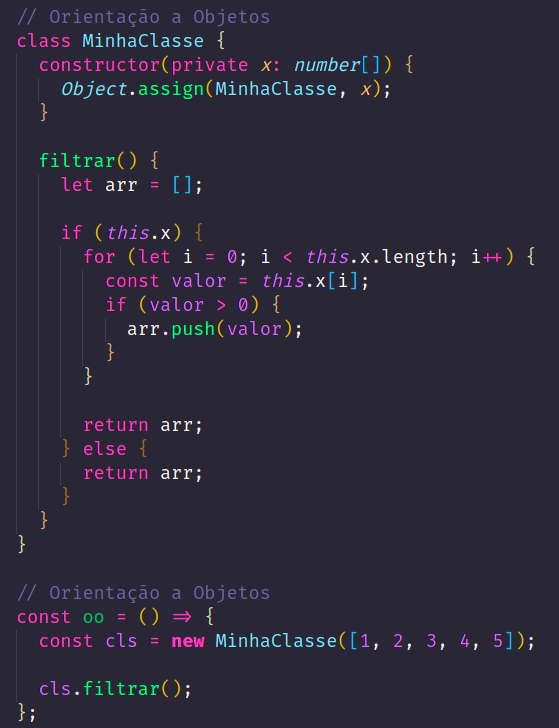 // Orientação a Objetos
class MinhaClasse {
  constructor(private x: number[]) {
    Object.assign(MinhaClasse, x);
  }

  filtrar() {
    let arr = [];

    if (this.x) {
      for (let i = 0; i < this.x.length; i++) {
        const valor = this.x[i];
        if (valor > 0) {
          arr.push(valor);
        }
      }

      return arr;
    } else {
      return arr;
    }
  }
}

// Orientação a Objetos
const oo = () => {
  const cls = new MinhaClasse([1, 2, 3, 4, 5]);

  cls.filtrar();
};